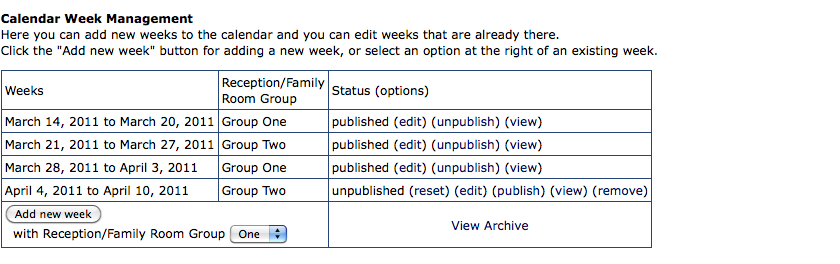 Calendar Week Management
Here you can add new weeks to the calendar and you can edit weeks that are already there.
Click the "Add new week" button for adding a new week, or select an option at the right of an existing week.
Weeks Reception/Family Room Group Status (options)
March 14, 2011 to March 20, 2011 Group One published (edit) (unpublish) (view)
March 21, 2011 to March 27, 2011 Group Two published (edit) (unpublish) (view)
March 28, 2011 to April 3, 2011 Group One published (edit) (unpublish) (view)
April 4, 2011 to April 10, 2011 Group Two unpublished (reset) (edit) (publish) (view) (remove)
Add new week
with Reception/Family Room Group One
View Archive